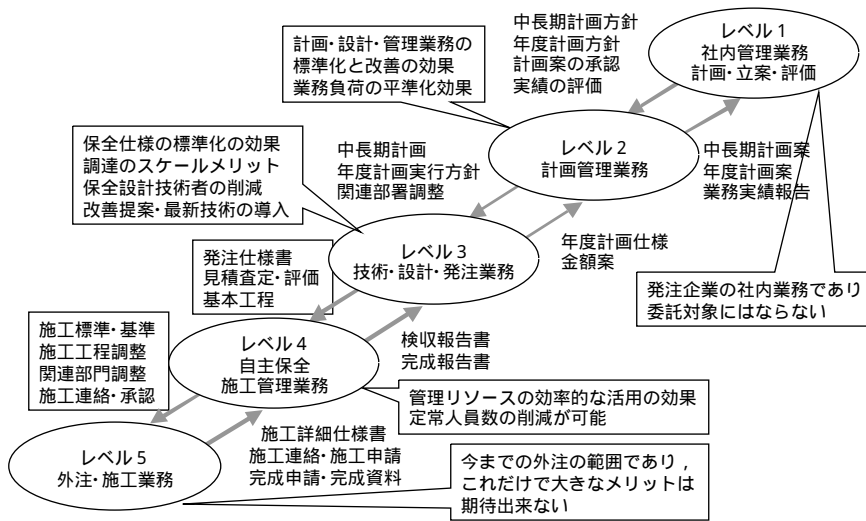 中長期計画方針
年度計画方針
計画案の承認
実績の評価
レベル1
社内管理業務
計画・立案・評価
計画・設計・管理業務の
標準化と改善の効果
業務負荷の平準化効果
レベル2
計画管理業務
中長期計画案
年度計画案
業務実績報告
保全仕様の標準化の効果
調達のスケールメリット
保全設計技術者の削減
改善提案・最新技術の導入
中長期計画
年度計画実行方針
関連部署調整
レベル3
技術・設計・発注業務
年度計画仕様
金額案
発注仕様書
見積査定・評価
基本工程
発注企業の社内業務であり
委託対象にはならない
施工標準・基準
施工工程調整
関連部門調整
施工連絡・承認
レベル4
自主保全
施工管理業務
検収報告書
完成報告書
管理リソースの効率的な活用の効果
定常人員数の削減が可能
レベル5
外注・施工業務
施工詳細仕様書
施工連絡・施工申請
完成申請・完成資料
今までの外注の範囲であり，
これだけで大きなメリットは
期待出来ない